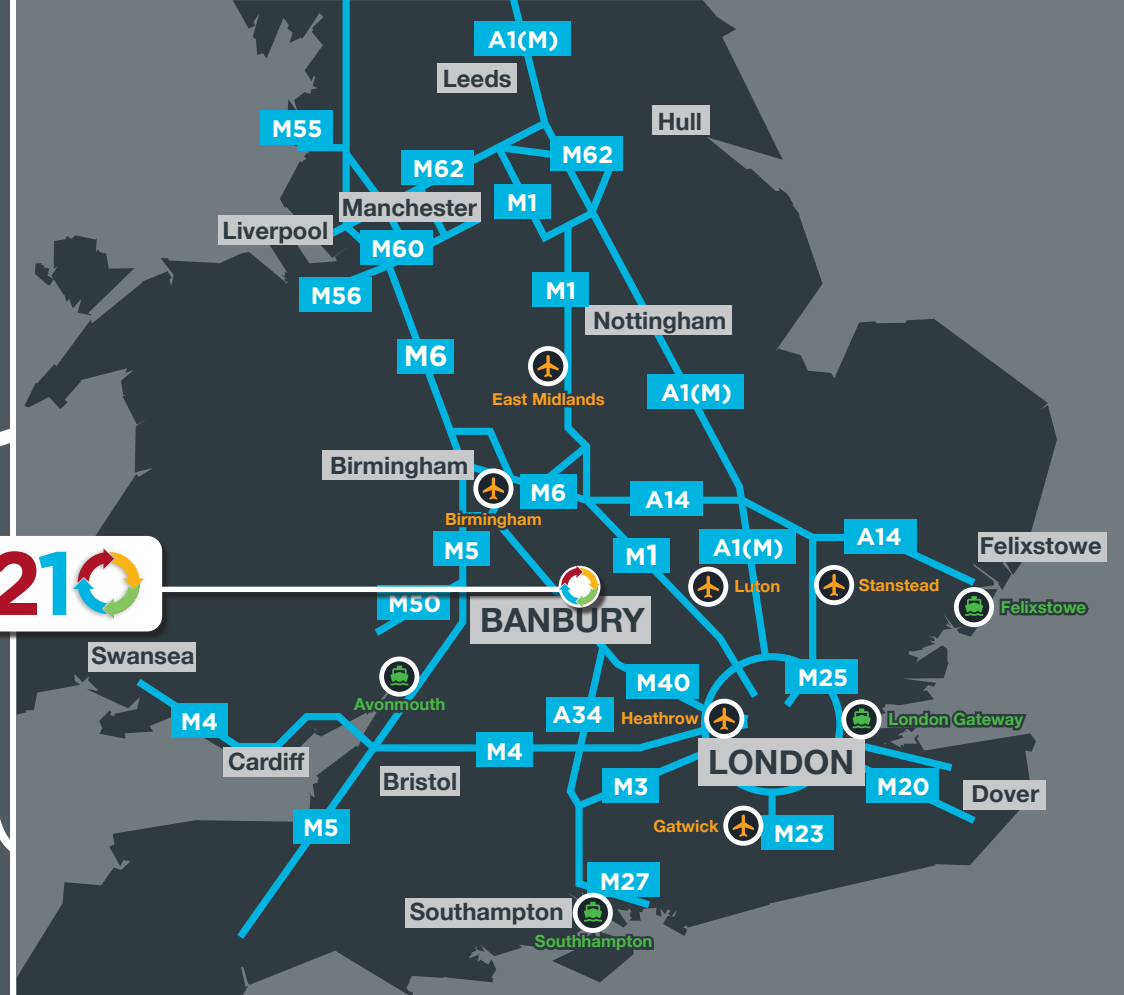 A1(M)
Leeds
Hull
M55
M62
M62
M1
Manchester
Liverpool
M60
M56
M1
Nottingham
M6
East Midlands
A1(M)
Birmingham
M6
A14
Birmingham
M5
M1
A1(M)
A14
Felixstowe
210
Luton
Stanstead
Felixstowe
M50
BANBURY
Swansea
Avonmouth
M40
M25
M4
A34
Heathrow
London Gateway
M4
Cardiff
LONDON
Bristol
M3
M20
Dover
M5
Gatwick
M23
M27
Southampton
Southhampton